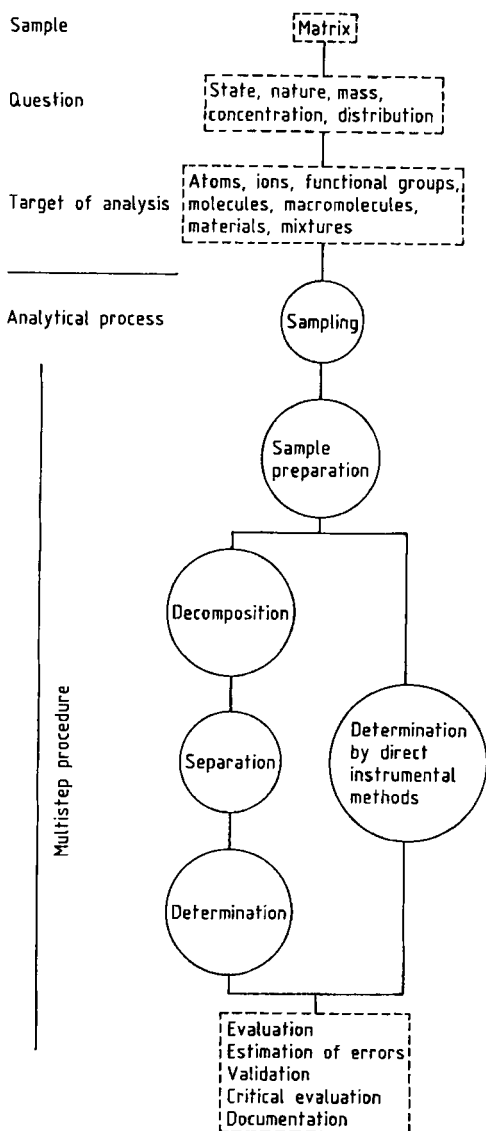 Sample
Matrix
Question
State, nature, mass,
concentration, distribution
Target of analysis
Atoms, ions, functional groups,
molecules, macromolecules,
materials, mixtures
Analytical process
Sampling
Sample
preparation
Multistep procedure
Decomposition
Separation
Determination
Determination
by direct
instrumental
methods
Evaluation
Estimation of errors
Validation
Critical evaluation
Documentation